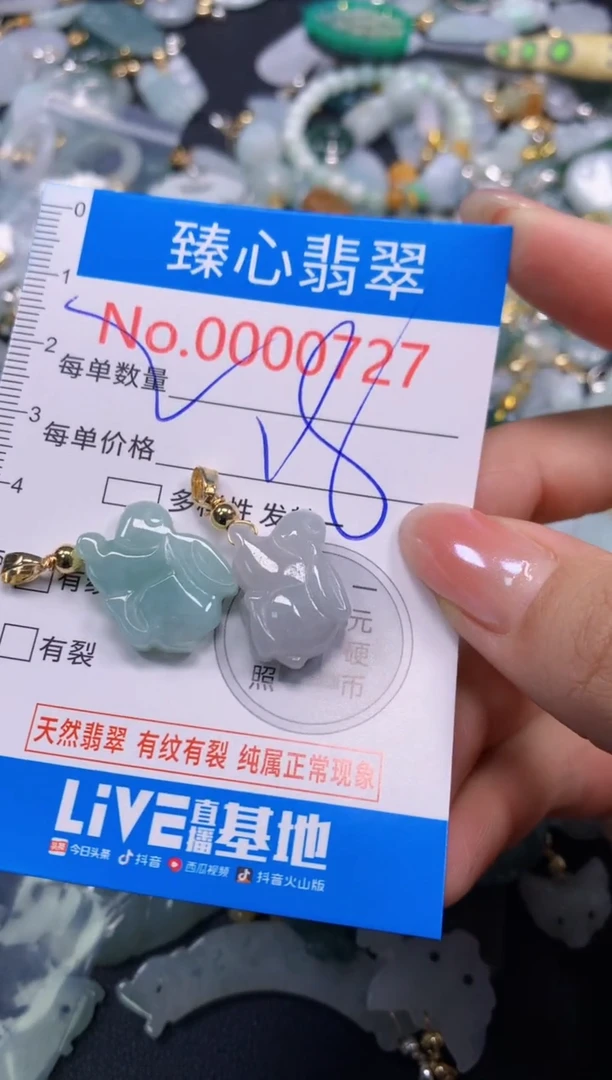 0
臻心翡翠
1
No.0000727
2
每单数量
3
每单价格
V8
4
有裂
一元硬币
照
天然翡翠 有纹有裂 纯属正常现象
LiVE直播基地
今日头条 抖音 西瓜视频 抖音火山版